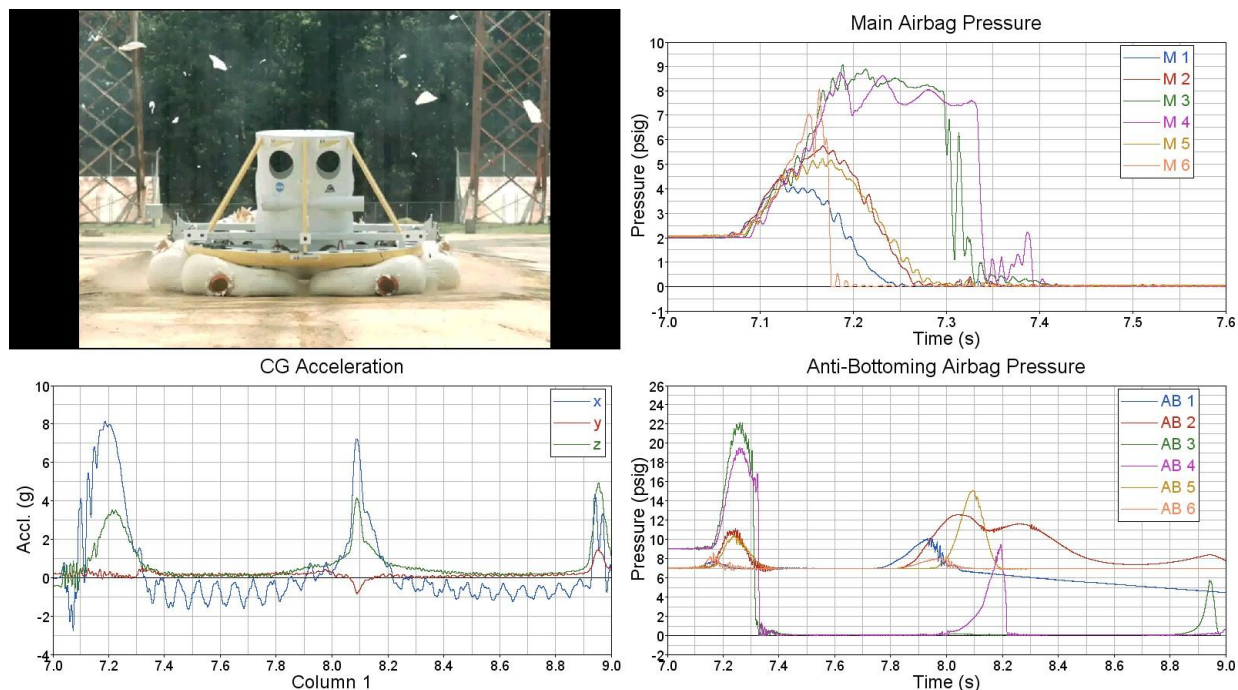 Main Airbag Pressure
Pressure (psig)
10
9
8
7
6
5
4
3
2
1
0
-1
7.0 7.1 7.2 7.3 7.4 7.5 7.6
Time (s)
M 1
M 2
M 3
M 4
M 5
M 6
CG Acceleration
Accl. (g)
10
8
6
4
2
0
-2
-4
7.0 7.2 7.4 7.6 7.8 8.0 8.2 8.4 8.6 8.8 9.0
Column 1
x
y
z
Anti-Bottoming Airbag Pressure
Pressure (psig)
26
24
22
20
18
16
14
12
10
8
6
4
2
0
-2
7.0 7.2 7.4 7.6 7.8 8.0 8.2 8.4 8.6 8.8 9.0
Time (s)
AB 1
AB 2
AB 3
AB 4
AB 5
AB 6